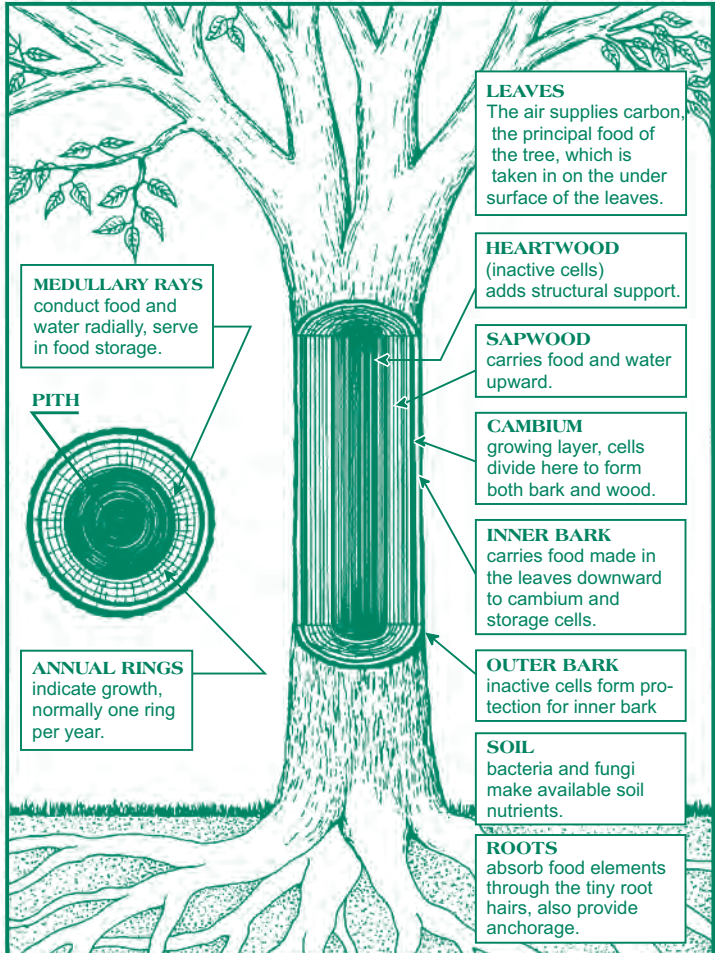 LEAVES
The air supplies carbon,
the principal food of
the tree, which is
taken in on the under
surface of the leaves.
HEARTWOOD
(inactive cells)
adds structural support.
MEDULLARY RAYS
conduct food and
water radially, serve
in food storage.
SAPWOOD
carries food and water
upward.
PITH
CAMBIUM
growing layer, cells
divide here to form
both bark and wood.
INNER BARK
carries food made in
the leaves downward
to cambium and
storage cells.
ANNUAL RINGS
indicate growth,
normally one ring
per year.
OUTER BARK
inactive cells form pro-
tection for inner bark
SOIL
bacteria and fungi
make available soil
nutrients.
ROOTS
absorb food elements
through the tiny root
hairs, also provide
anchorage.